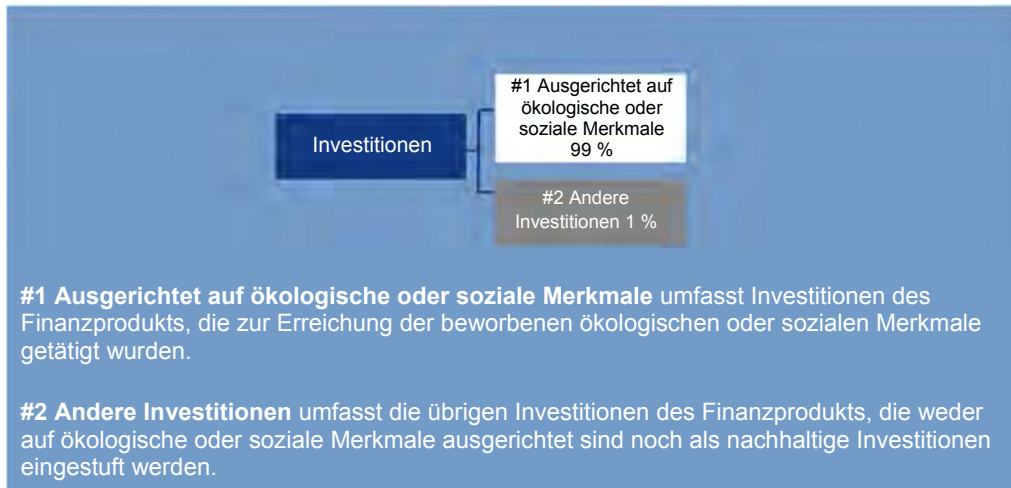 Investitionen
#1 Ausgerichtet auf
ökologische oder
soziale Merkmale
99 %
#2 Andere
Investitionen 1 %
#1 Ausgerichtet auf ökologische oder soziale Merkmale umfasst Investitionen des
Finanzprodukts, die zur Erreichung der beworbenen ökologischen oder sozialen Merkmale
getätigt wurden.
#2 Andere Investitionen umfasst die übrigen Investitionen des Finanzprodukts, die weder
auf ökologische oder soziale Merkmale ausgerichtet sind noch als nachhaltige Investitionen
eingestuft werden.